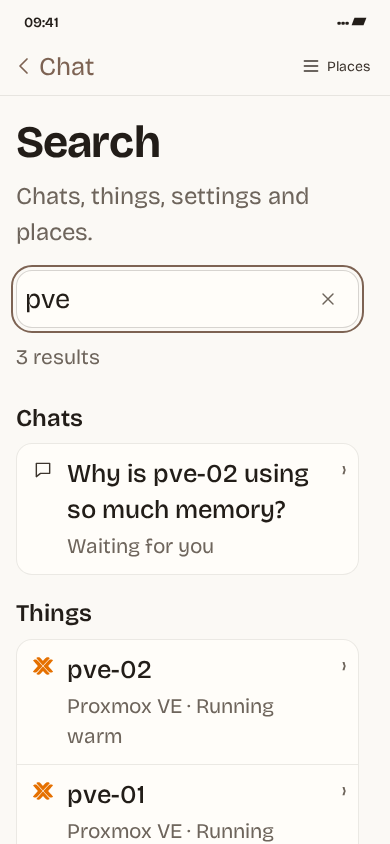 09:41
Chat
Places
Search
Chats, things, settings and
places.
pve
3 results
Chats
Why is pve-02 using
so much memory?
Waiting for you
Things
pve-02
Proxmox VE · Running
warm
pve-01
Proxmox VE · Running